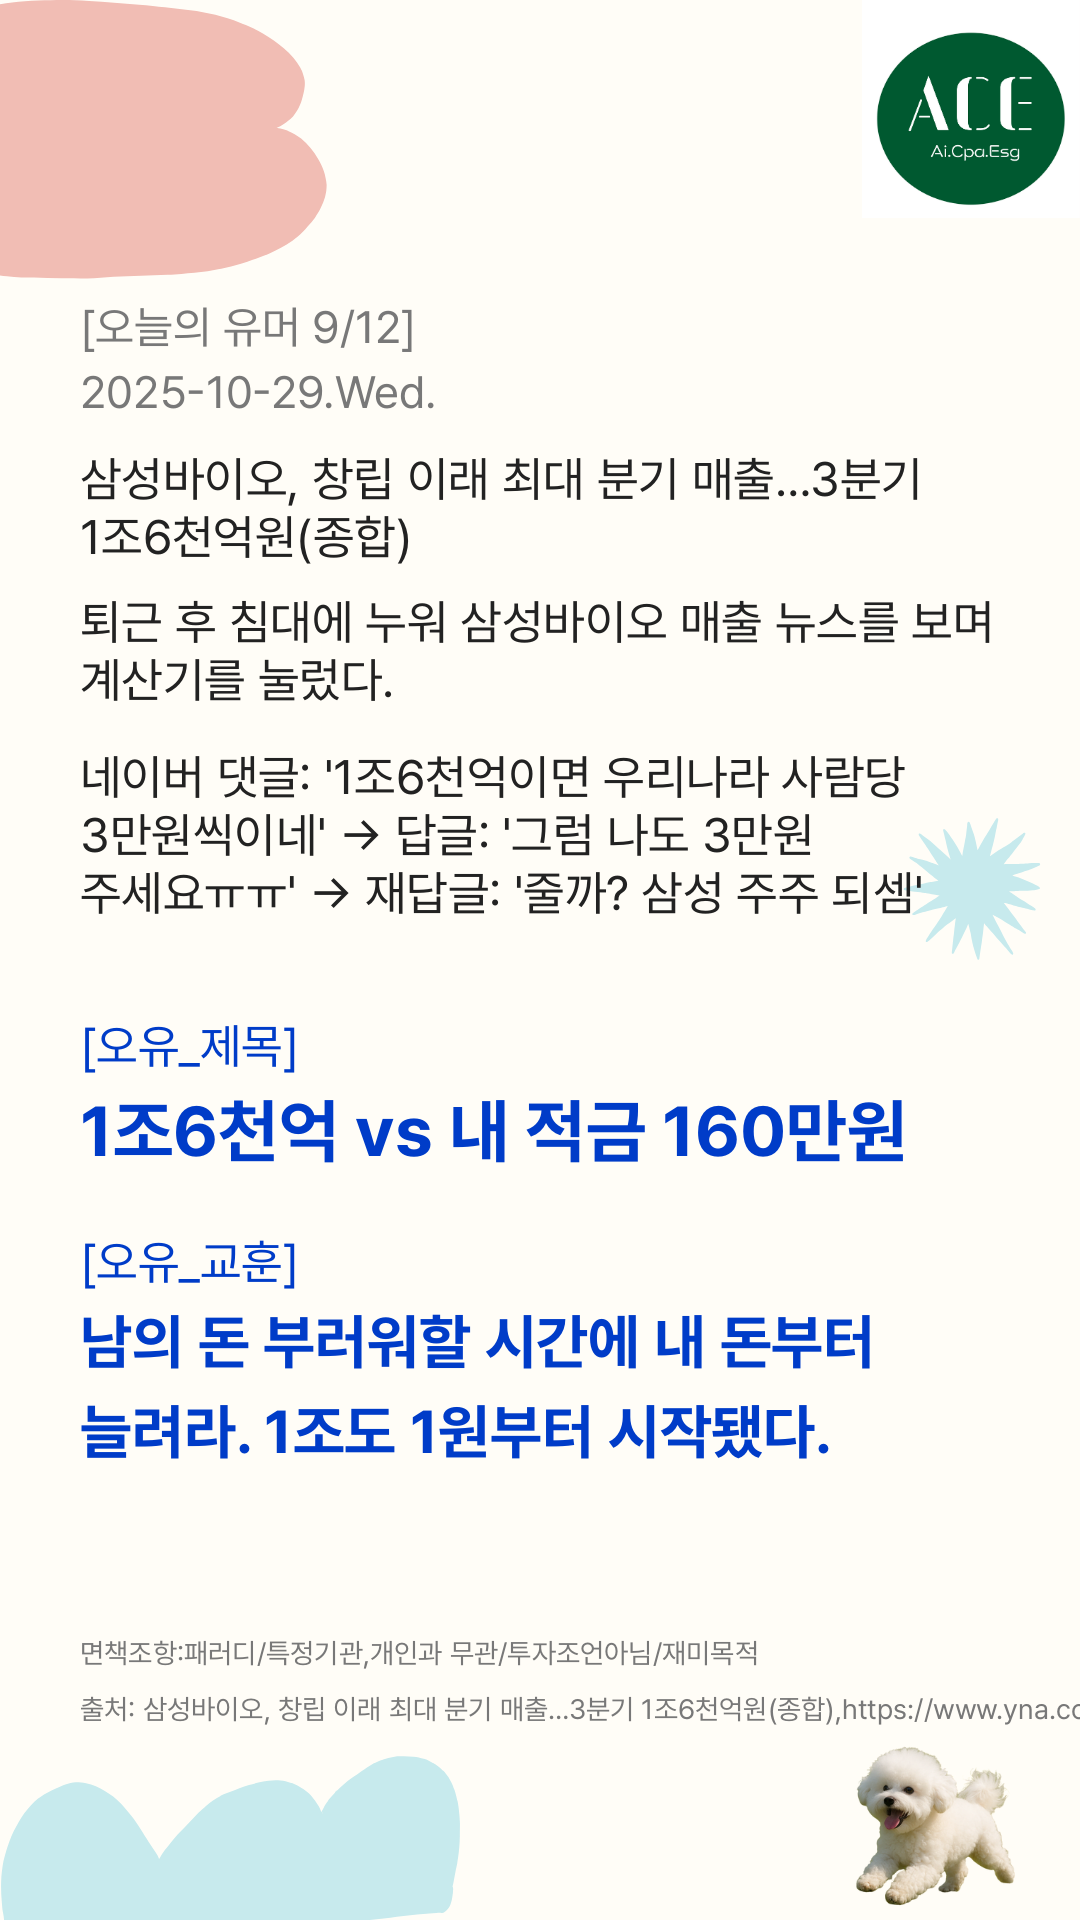 ACE
Ai.Cpa.Esg
[오늘의 유머 9/12]
2025-10-29.Wed.
삼성바이오, 창립 이래 최대 분기 매출...3분기
1조6천억원(종합)
퇴근 후 침대에 누워 삼성바이오 매출 뉴스를 보며
계산기를 눌렀다.
네이버 댓글: '1조6천억이면 우리나라 사람당
3만원씩이네' → 답글: '그럼 나도 3만원
주세요ㅠㅠ' → 재답글: '줄까? 삼성 주주 되셈'
[오유_제목]
1조6천억 vs 내 적금 160만원
[오유_교훈]
남의 돈 부러워할 시간에 내 돈부터
늘려라. 1조도 1원부터 시작됐다.
면책조항:패러디/특정기관,개인과 무관/투자조언아님/재미목적
출처: 삼성바이오, 창립 이래 최대 분기 매출...3분기 1조6천억원(종합),https://www.yna.cc